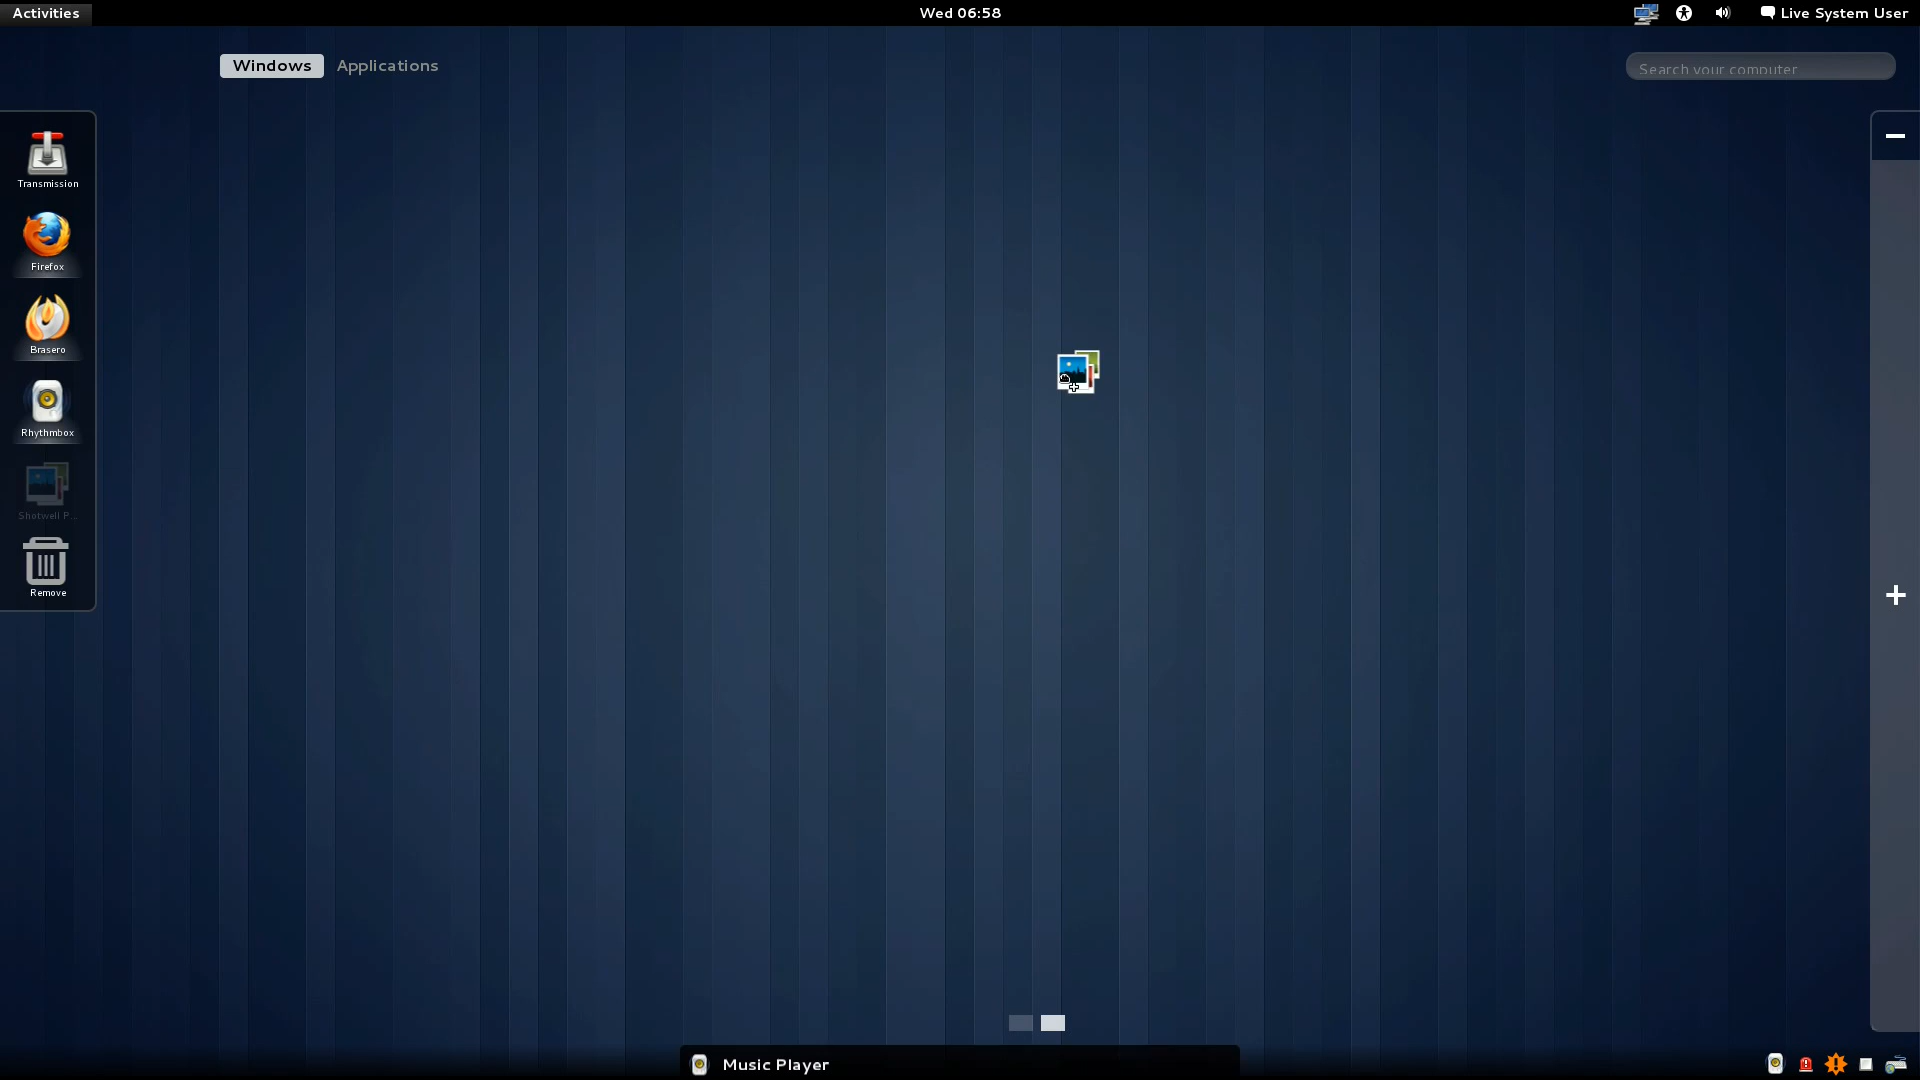 Activities
Wed 06:58
Live System User
Windows
Applications
Search your computer
Transmission
Firefox
Brasero
Rhythmbox
Shotwell P...
Remove
Music Player